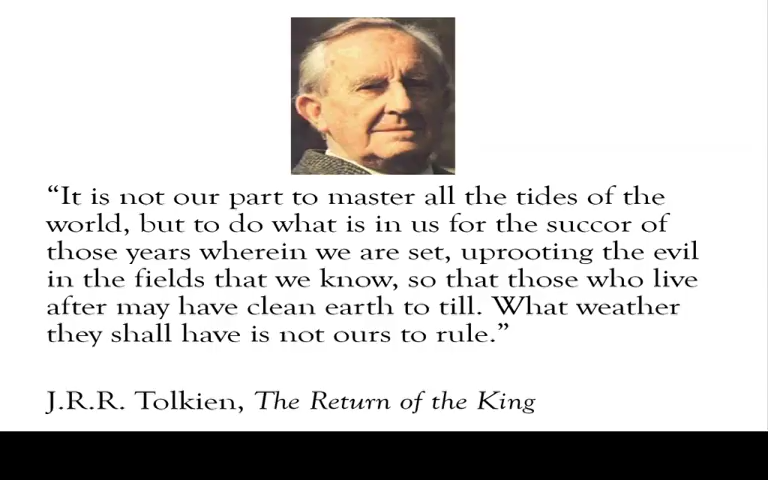 “It is not our part to master all the tides of the
world, but to do what is in us for the succor of
those years wherein we are set, uprooting the evil
in the fields that we know, so that those who live
after may have clean earth to till. What weather
they shall have is not ours to rule.”
J.R.R. Tolkien, The Return of the King